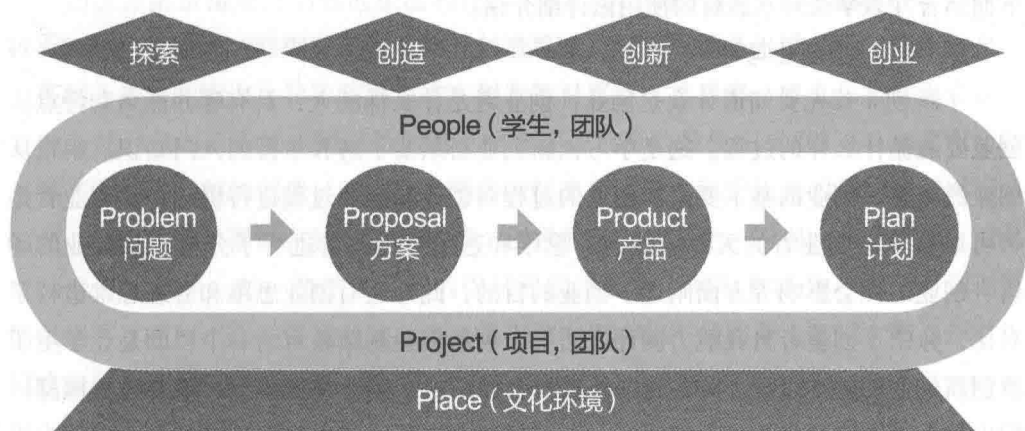 探索
创造
创新
创业
People（学生，团队）
Problem
问题
Proposal
方案
Product
产品
Plan
计划
Project（项目，团队）
Place（文化环境）